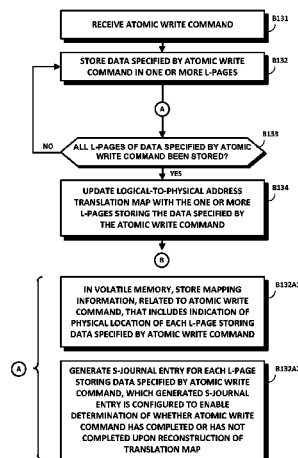 RECEIVE ATOMIC WRITE COMMAND
B131
STORE DATA SPECIFIED BY ATOMIC WRITE
COMMAND IN ONE OR MORE L-PAGES
B132
A
B133
ALL L-PAGES OF DATA SPECIFIED BY ATOMIC
WRITE COMMAND BEEN STORED?
NO
YES
UPDATE LOGICAL-TO-PHYSICAL ADDRESS
TRANSLATION MAP WITH THE ONE OR MORE
L-PAGES STORING THE DATA SPECIFIED BY
THE ATOMIC WRITE COMMAND
B134
B
IN VOLATILE MEMORY, STORE MAPPING
INFORMATION, RELATED TO ATOMIC WRITE
COMMAND, THAT INCLUDES INDICATION OF
PHYSICAL LOCATION OF EACH L-PAGE STORING
DATA SPECIFIED BY ATOMIC WRITE COMMAND
B132A1
A
GENERATE S-JOURNAL ENTRY FOR EACH L-PAGE
STORING DATA SPECIFIED BY ATOMIC WRITE
COMMAND, WHICH GENERATED S-JOURNAL
ENTRY IS CONFIGURED TO ENABLE
DETERMINATION OF WHETHER ATOMIC WRITE
COMMAND HAS COMPLETED OR HAS NOT
COMPLETED UPON RECONSTRUCTION OF
TRANSLATION MAP
B132A2